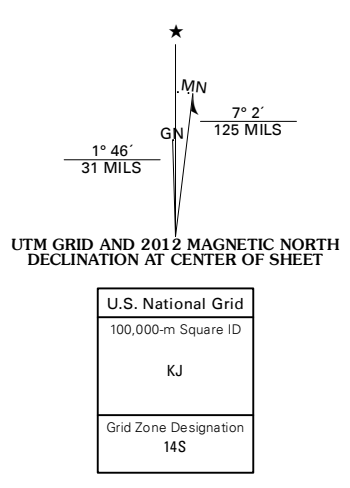 ★
MN
GN
7° 2´
125 MILS
1° 46´
31 MILS
UTM GRID AND 2012 MAGNETIC NORTH
DECLINATION AT CENTER OF SHEET
U.S. National Grid
100,000-m Square ID
KJ
Grid Zone Designation
14S